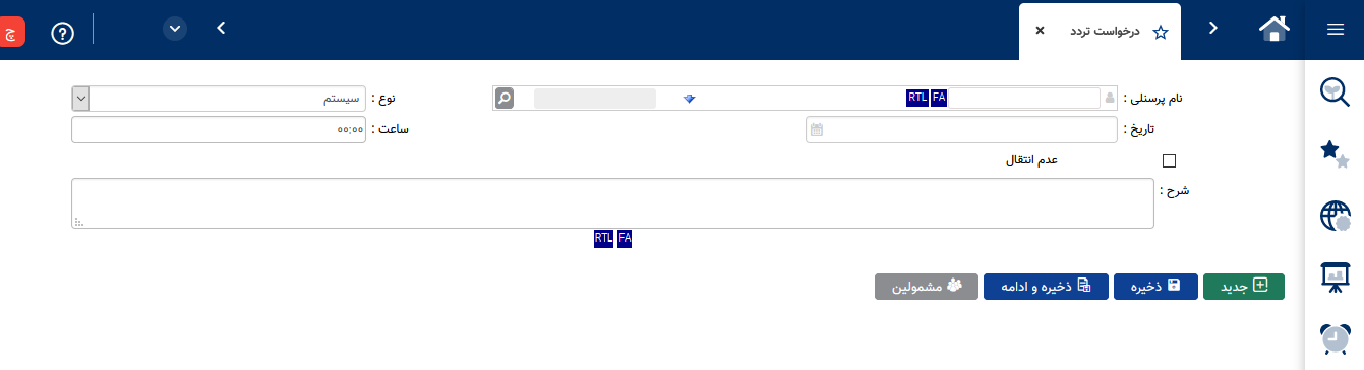 درخواست تردد
چ
نام پرسنلی :
FA RTL
نوع :
سیستم
تاریخ :
ساعت :
۰۰:۰۰
عدم انتقال
شرح :
FA RTL
جدید
ذخیره
ذخیره و ادامه
مشمولین